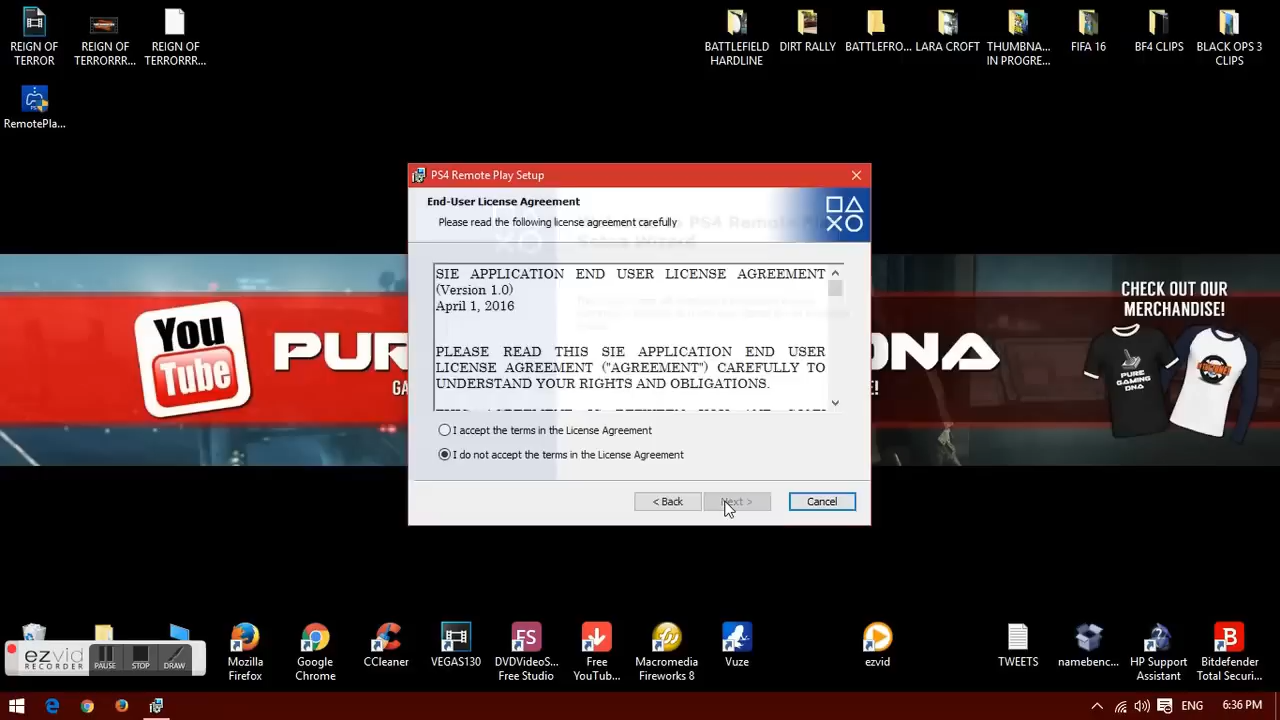 REIGN OF
TERROR
REIGN OF
TERRORRR...
REIGN OF
TERRORRR...
BATTLEFIELD
HARDLINE
DIRT RALLY
BATTLEFRO...
LARA CROFT
THUMBNA...
IN PROGRE...
FIFA 16
BF4 CLIPS
BLACK OPS 3
CLIPS
RemotePla...
PS4 Remote Play Setup
End-User License Agreement
Please read the following license agreement carefully
SIE APPLICATION END USER LICENSE AGREEMENT
(Version 1.0)
April 1, 2016
PLEASE READ THIS SIE APPLICATION END USER
LICENSE AGREEMENT ("AGREEMENT") CAREFULLY TO
UNDERSTAND YOUR RIGHTS AND OBLIGATIONS.
I accept the terms in the License Agreement
I do not accept the terms in the License Agreement
< Back
Next >
Cancel
You
Tube
PUR
DNA
GA
E!
CHECK OUT OUR
MERCHANDISE!
PURE
GAMING
DNA
ezvid
RECORDER
PAUSE
STOP
DRAW
Mozilla
Firefox
Google
Chrome
CCleaner
VEGAS130
DVDVideoS...
Free Studio
Free
YouTub...
Macromedia
Fireworks 8
Vuze
ezvid
TWEETS
namebenc...
HP Support
Assistant
Bitdefender
Total Securi...
ENG
6:36 PM